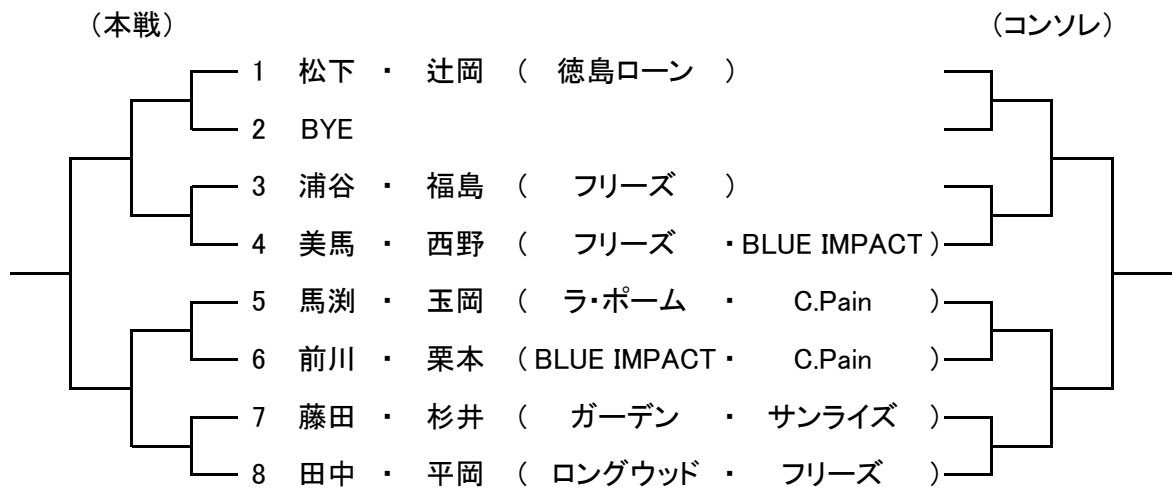 （本戦） （コンソレ）
1 松下 ・ 辻岡 （ 徳島ローン ）
2 BYE
3 浦谷 ・ 福島 （ フリーズ ）
4 美馬 ・ 西野 （ フリーズ ・BLUE IMPACT）
5 馬渕 ・ 玉岡 （ ラ・ポーム ・ C.Pain ）
6 前川 ・ 栗本 （BLUE IMPACT・ C.Pain ）
7 藤田 ・ 杉井 （ ガーデン ・ サンライズ ）
8 田中 ・ 平岡 （ ロングウッド ・ フリーズ ）